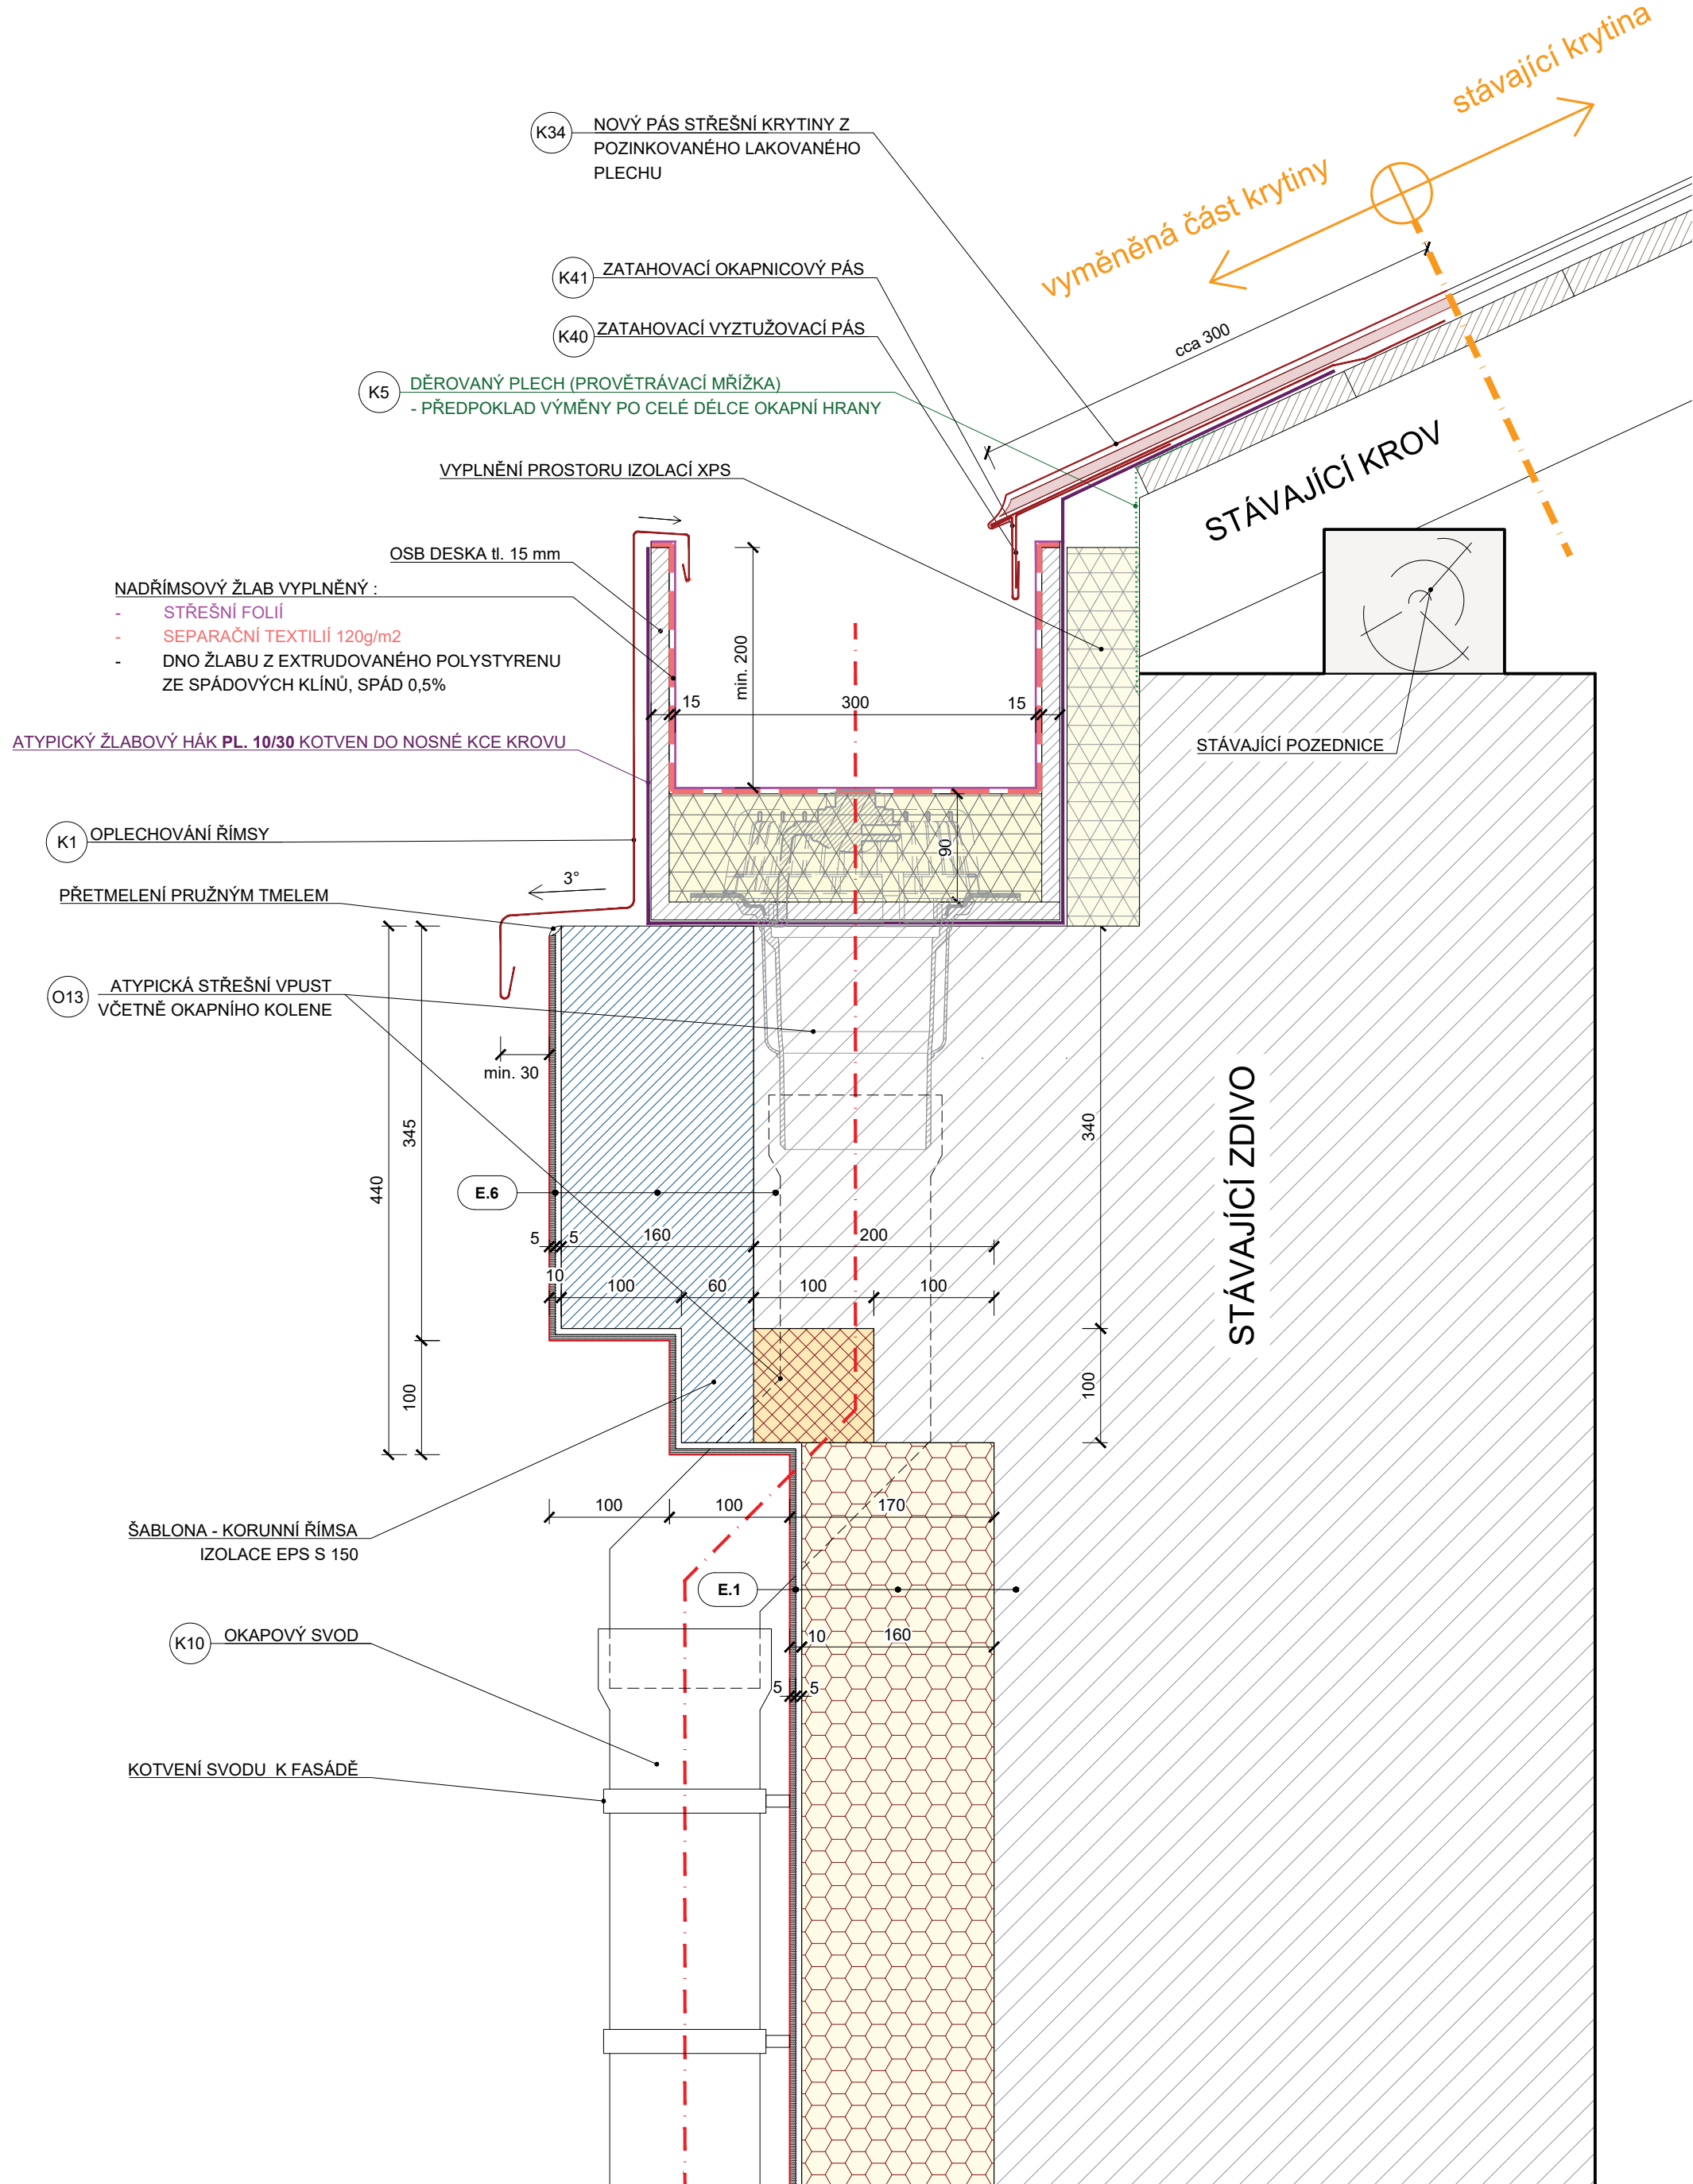 stávající krytina
K34
NOVÝ PÁS STŘEŠNÍ KRYTINY Z
POZINKOVANÉHO LAKOVANÉHO
PLECHU
vyměněná část krytiny
K41
ZATAHOVACÍ OKAPNICOVÝ PÁS
K40
ZATAHOVACÍ VYZTUŽOVACÍ PÁS
cca 300
K5
DĚROVANÝ PLECH (PROVĚTRÁVACÍ MŘÍŽKA)
- PŘEDPOKLAD VÝMĚNY PO CELÉ DÉLCE OKAPNÍ HRANY
STÁVAJÍCÍ KROV
VYPLNĚNÍ PROSTORU IZOLACÍ XPS
OSB DESKA tl. 15 mm
NADŘÍMSOVÝ ŽLAB VYPLNĚNÝ :
- STŘEŠNÍ FOLIÍ
- SEPARAČNÍ TEXTILIÍ 120g/m2
- DNO ŽLABU Z EXTRUDOVANÉHO POLYSTYRENU
ZE SPÁDOVÝCH KLÍNŮ, SPÁD 0,5%
min. 200
15
300
15
ATYPICKÝ ŽLABOVÝ HÁK PL. 10/30 KOTVEN DO NOSNÉ KCE KROVU
STÁVAJÍCÍ POZEDNICE
K1
OPLECHOVÁNÍ ŘÍMSY
90
3°
PŘETMELENÍ PRUŽNÝM TMELEM
O13
ATYPICKÁ STŘEŠNÍ VPUST
VČETNĚ OKAPNÍHO KOLENE
min. 30
345
440
340
STÁVAJÍCÍ ZDIVO
E.6
5
5
160
200
10
100
60
100
100
100
100
100
100
170
ŠABLONA - KORUNNÍ ŘÍMSA
IZOLACE EPS S 150
E.1
K10
OKAPOVÝ SVOD
10
160
5
5
KOTVENÍ SVODU K FASÁDĚ